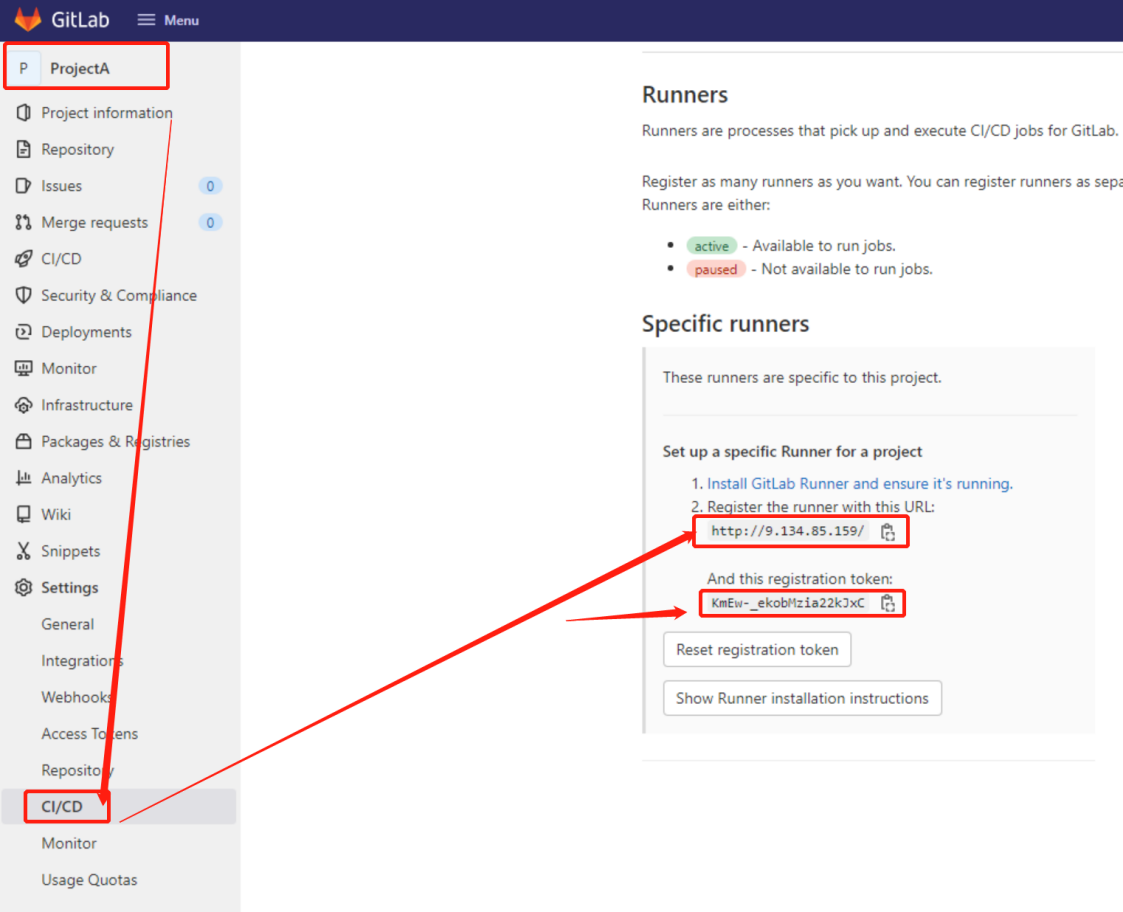 GitLab
Menu
P
ProjectA
Project information
Repository
Issues
0
Merge requests
0
CI/CD
Security & Compliance
Deployments
Monitor
Infrastructure
Packages & Registries
Analytics
Wiki
Snippets
Settings
General
Integrations
Webhooks
Access Tokens
Repository
CI/CD
Monitor
Usage Quotas
Runners
Runners are processes that pick up and execute CI/CD jobs for GitLab.
Register as many runners as you want. You can register runners as sepa
Runners are either:
• active - Available to run jobs.
• paused - Not available to run jobs.
Specific runners
These runners are specific to this project.
Set up a specific Runner for a project
1. Install GitLab Runner and ensure it's running.
2. Register the runner with this URL:
http://9.134.85.159/
And this registration token:
KmEw-_ekobMzia22kJxC
Reset registration token
Show Runner installation instructions